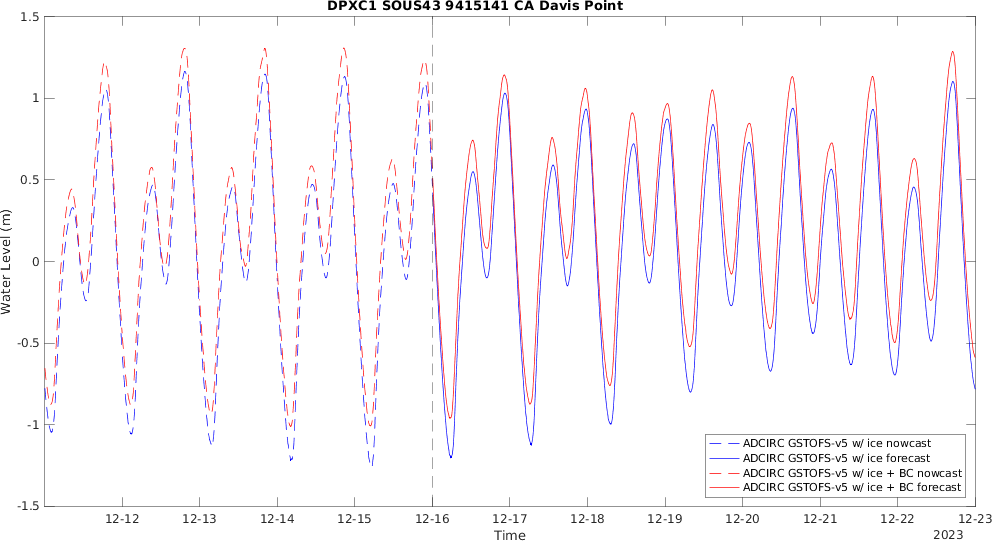 DPXC1 SOUS43 9415141 CA Davis Point
1.5
1
0.5
0
-0.5
-1
-1.5
Water Level (m)
12-12 12-13 12-14 12-15 12-16 12-17 12-18 12-19 12-20 12-21 12-22 12-23
Time
2023
ADCIRC GSTOFS-v5 w/ ice nowcast
ADCIRC GSTOFS-v5 w/ ice forecast
ADCIRC GSTOFS-v5 w/ ice + BC nowcast
ADCIRC GSTOFS-v5 w/ ice + BC forecast